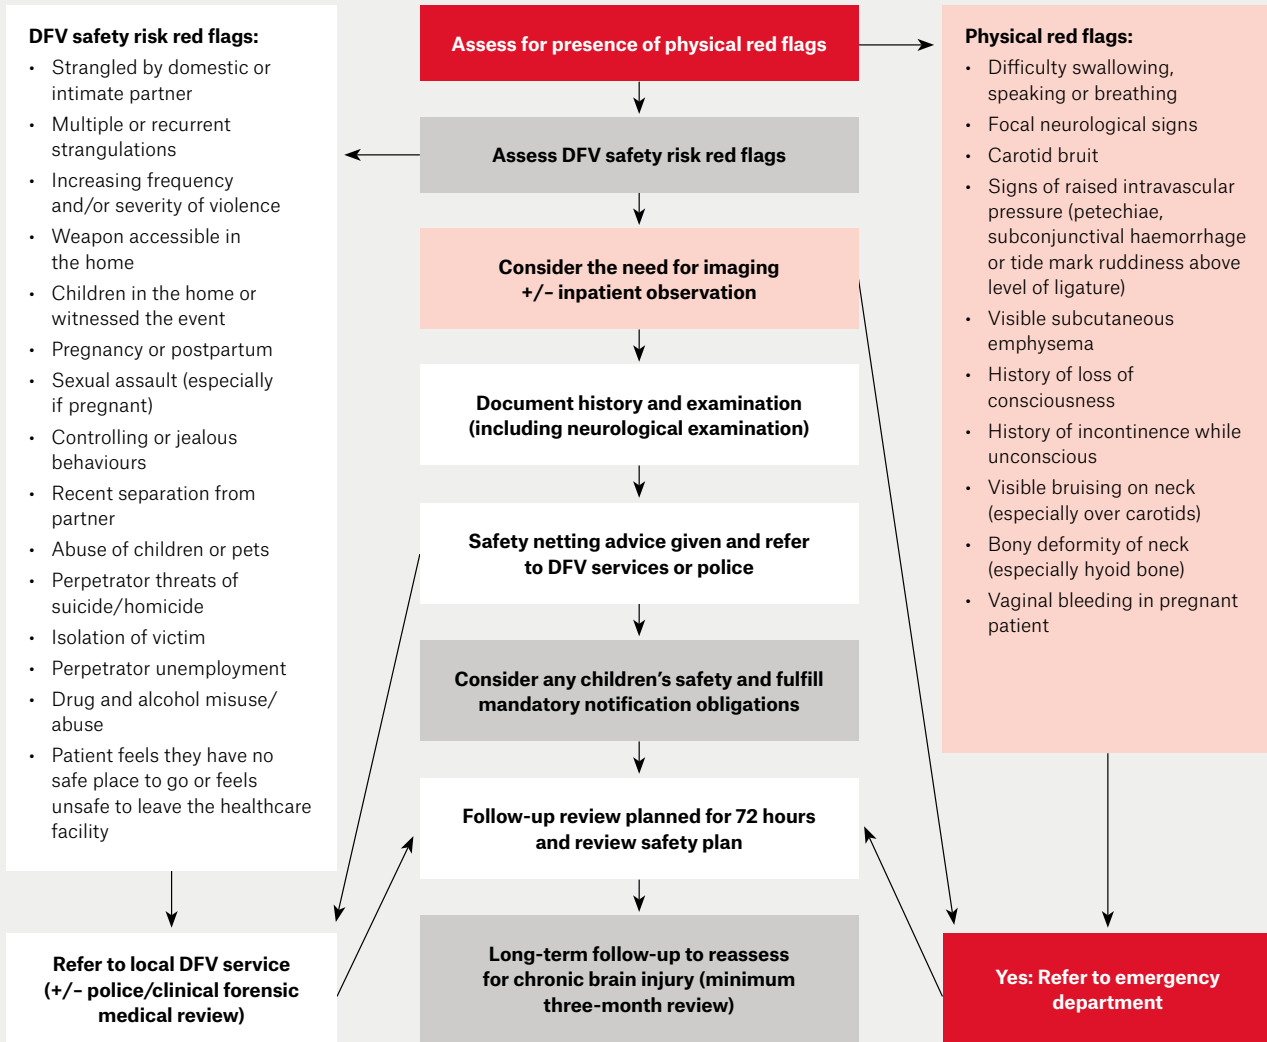 DFV safety risk red flags:
• Strangled by domestic or
intimate partner
• Multiple or recurrent
strangulations
• Increasing frequency
and/or severity of violence
• Weapon accessible in
the home
• Children in the home or
witnessed the event
• Pregnancy or postpartum
• Sexual assault (especially
if pregnant)
• Controlling or jealous
behaviours
• Recent separation from
partner
• Abuse of children or pets
• Perpetrator threats of
suicide/homicide
• Isolation of victim
• Perpetrator unemployment
• Drug and alcohol misuse/
abuse
• Patient feels they have no
safe place to go or feels
unsafe to leave the healthcare
facility
Refer to local DFV service
(+/– police/clinical forensic
medical review)
Assess for presence of physical red flags
Assess DFV safety risk red flags
Consider the need for imaging
+/– inpatient observation
Document history and examination
(including neurological examination)
Safety netting advice given and refer
to DFV services or police
Consider any children’s safety and fulfill
mandatory notification obligations
Follow-up review planned for 72 hours
and review safety plan
Long-term follow-up to reassess
for chronic brain injury (minimum
three-month review)
Physical red flags:
• Difficulty swallowing,
speaking or breathing
• Focal neurological signs
• Carotid bruit
• Signs of raised intravascular
pressure (petechiae,
subconjunctival haemorrhage
or tide mark ruddiness above
level of ligature)
• Visible subcutaneous
emphysema
• History of loss of
consciousness
• History of incontinence while
unconscious
• Visible bruising on neck
(especially over carotids)
• Bony deformity of neck
(especially hyoid bone)
• Vaginal bleeding in pregnant
patient
Yes: Refer to emergency
department